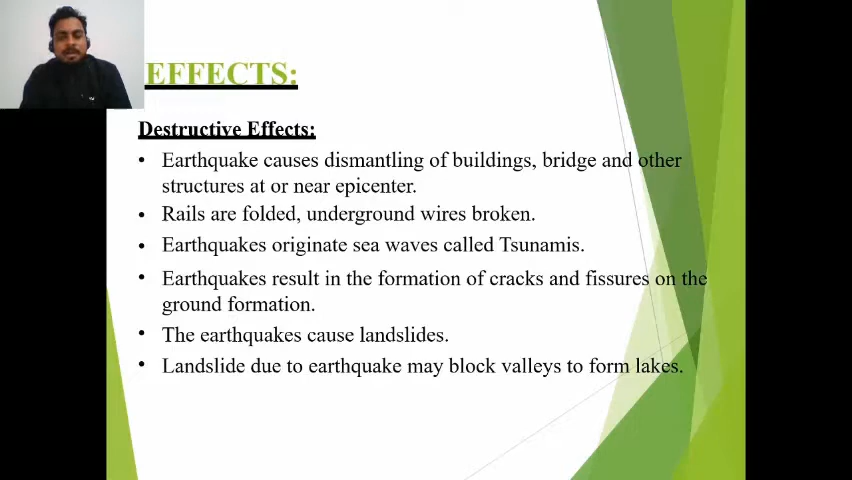 EFFECTS:
Destructive Effects:
• Earthquake causes dismantling of buildings, bridge and other
structures at or near epicenter.
• Rails are folded, underground wires broken.
• Earthquakes originate sea waves called Tsunamis.
• Earthquakes result in the formation of cracks and fissures on the
ground formation.
• The earthquakes cause landslides.
• Landslide due to earthquake may block valleys to form lakes.